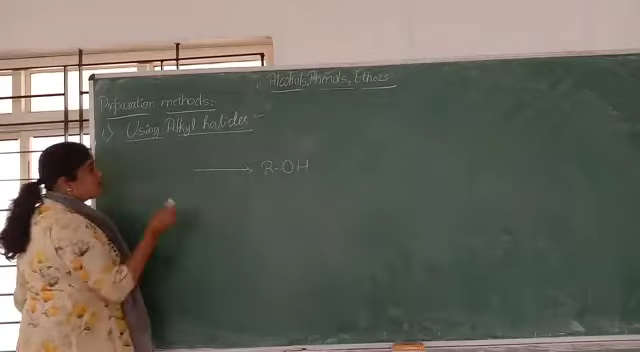 Alcohols, Phenols, Ethers
Preparation methods:-
1) Using Alkyl halides :-
⟶ R-OH